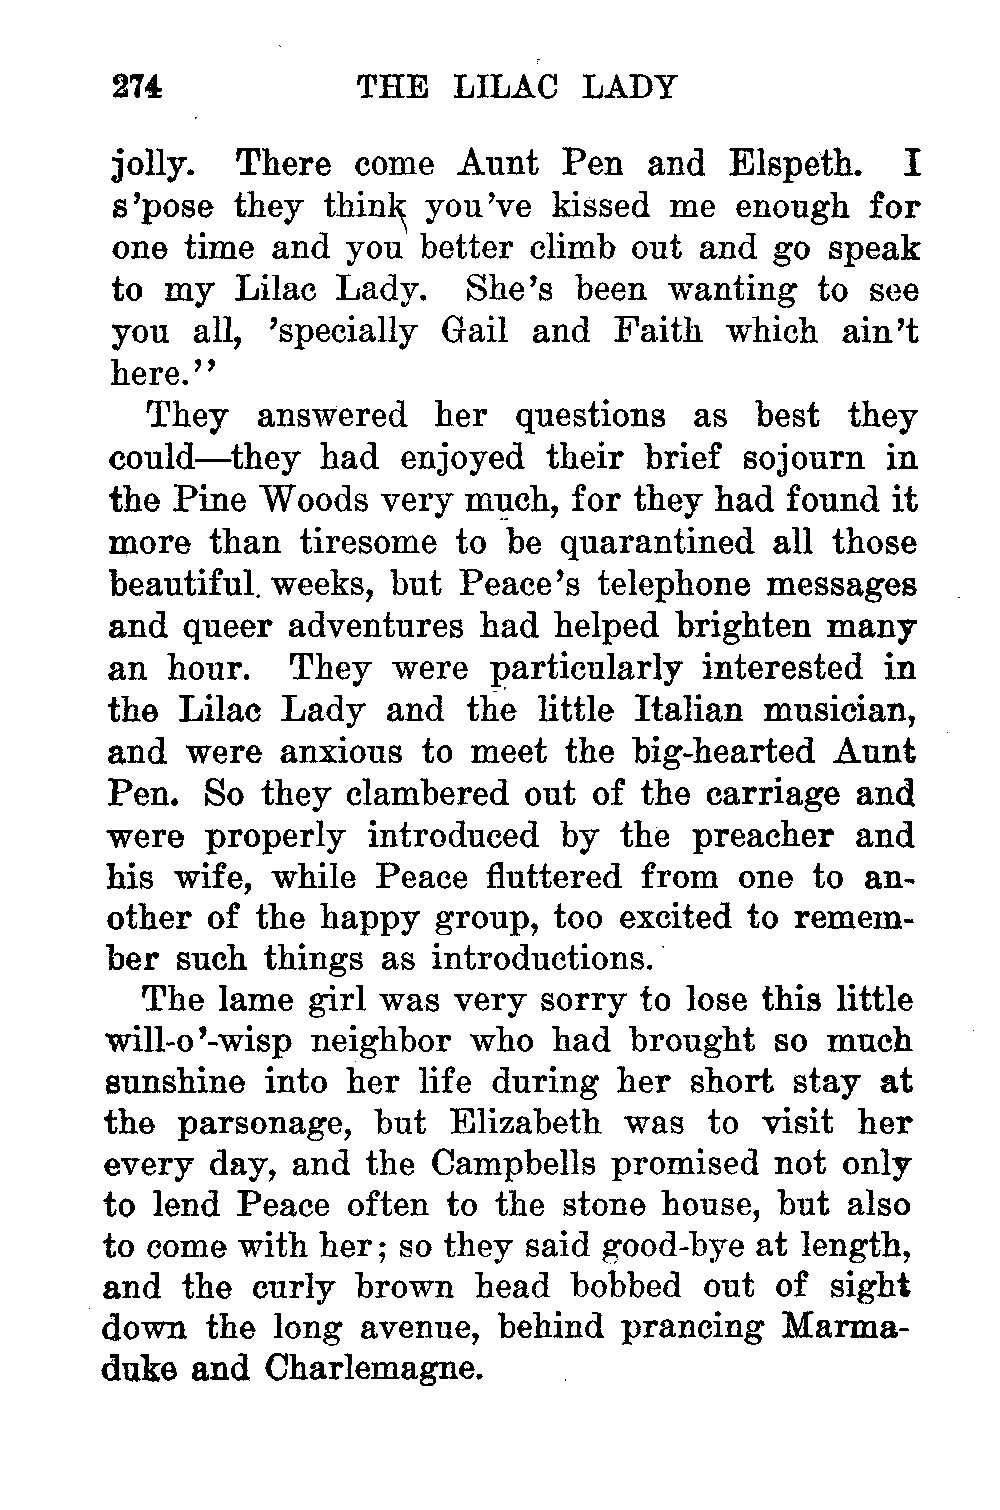 274 THE LILAC LADY
jolly. There come Aunt Pen and Elspeth. I
s'pose they think you've kissed me enough for
one time and you better climb out and go speak
to my Lilac Lady. She's been wanting to see
you all, 'specially Gail and Faith which ain't
here."
They answered her questions as best they
could—they had enjoyed their brief sojourn in
the Pine Woods very much, for they had found it
more than tiresome to be quarantined all those
beautiful weeks, but Peace's telephone messages
and queer adventures had helped brighten many
an hour. They were particularly interested in
the Lilac Lady and the little Italian musician,
and were anxious to meet the big-hearted Aunt
Pen. So they clambered out of the carriage and
were properly introduced by the preacher and
his wife, while Peace fluttered from one to an-
other of the happy group, too excited to remem-
ber such things as introductions.
The lame girl was very sorry to lose this little
will-o'-wisp neighbor who had brought so much
sunshine into her life during her short stay at
the parsonage, but Elizabeth was to visit her
every day, and the Campbells promised not only
to lend Peace often to the stone house, but also
to come with her; so they said good-bye at length,
and the curly brown head bobbed out of sight
down the long avenue, behind prancing Marma-
duke and Charlemagne.